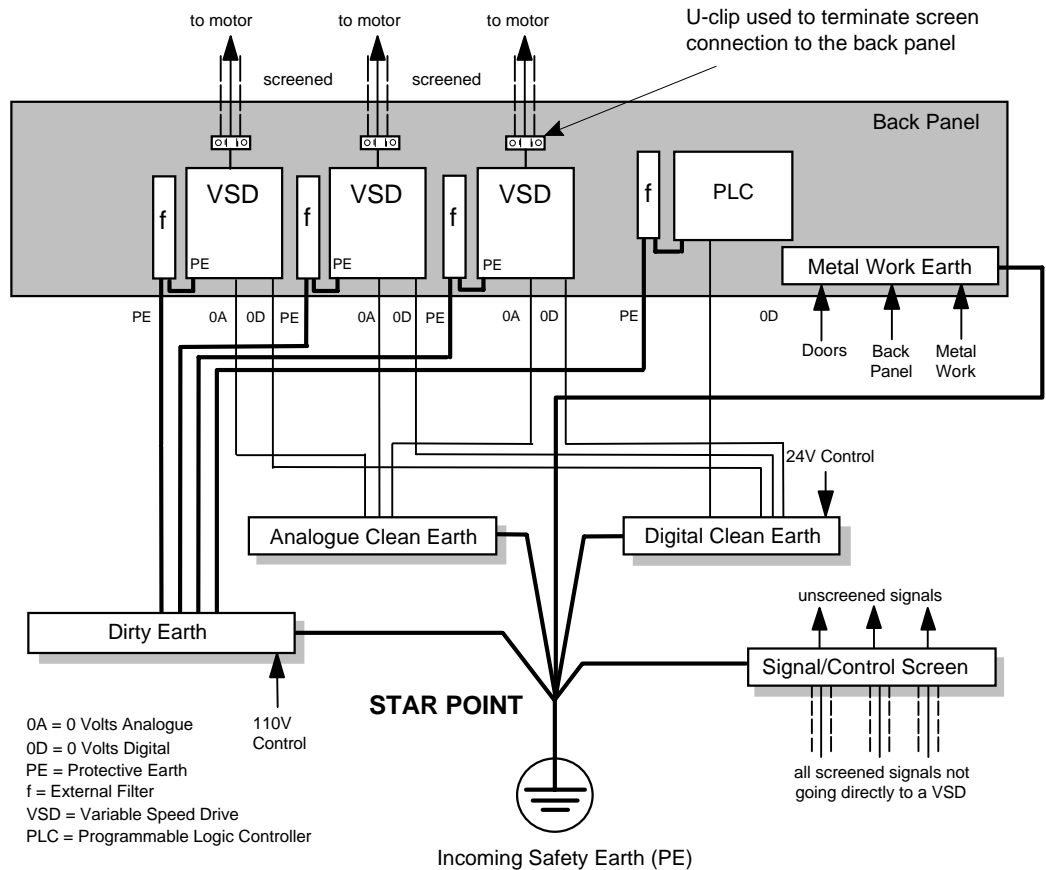 to motor
to motor
to motor
U-clip used to terminate screen
connection to the back panel
screened
screened
Back Panel
f
VSD
PE
f
VSD
PE
f
VSD
PE
f
PLC
Metal Work Earth
PE
0A
0D
PE
0A
0D
PE
0A
0D
PE
0D
Doors
Back
Panel
Metal
Work
24V Control
Analogue Clean Earth
Digital Clean Earth
Dirty Earth
unscreened signals
Signal/Control Screen
STAR POINT
110V
Control
0A = 0 Volts Analogue
0D = 0 Volts Digital
PE = Protective Earth
f = External Filter
VSD = Variable Speed Drive
PLC = Programmable Logic Controller
all screened signals not
going directly to a VSD
Incoming Safety Earth (PE)